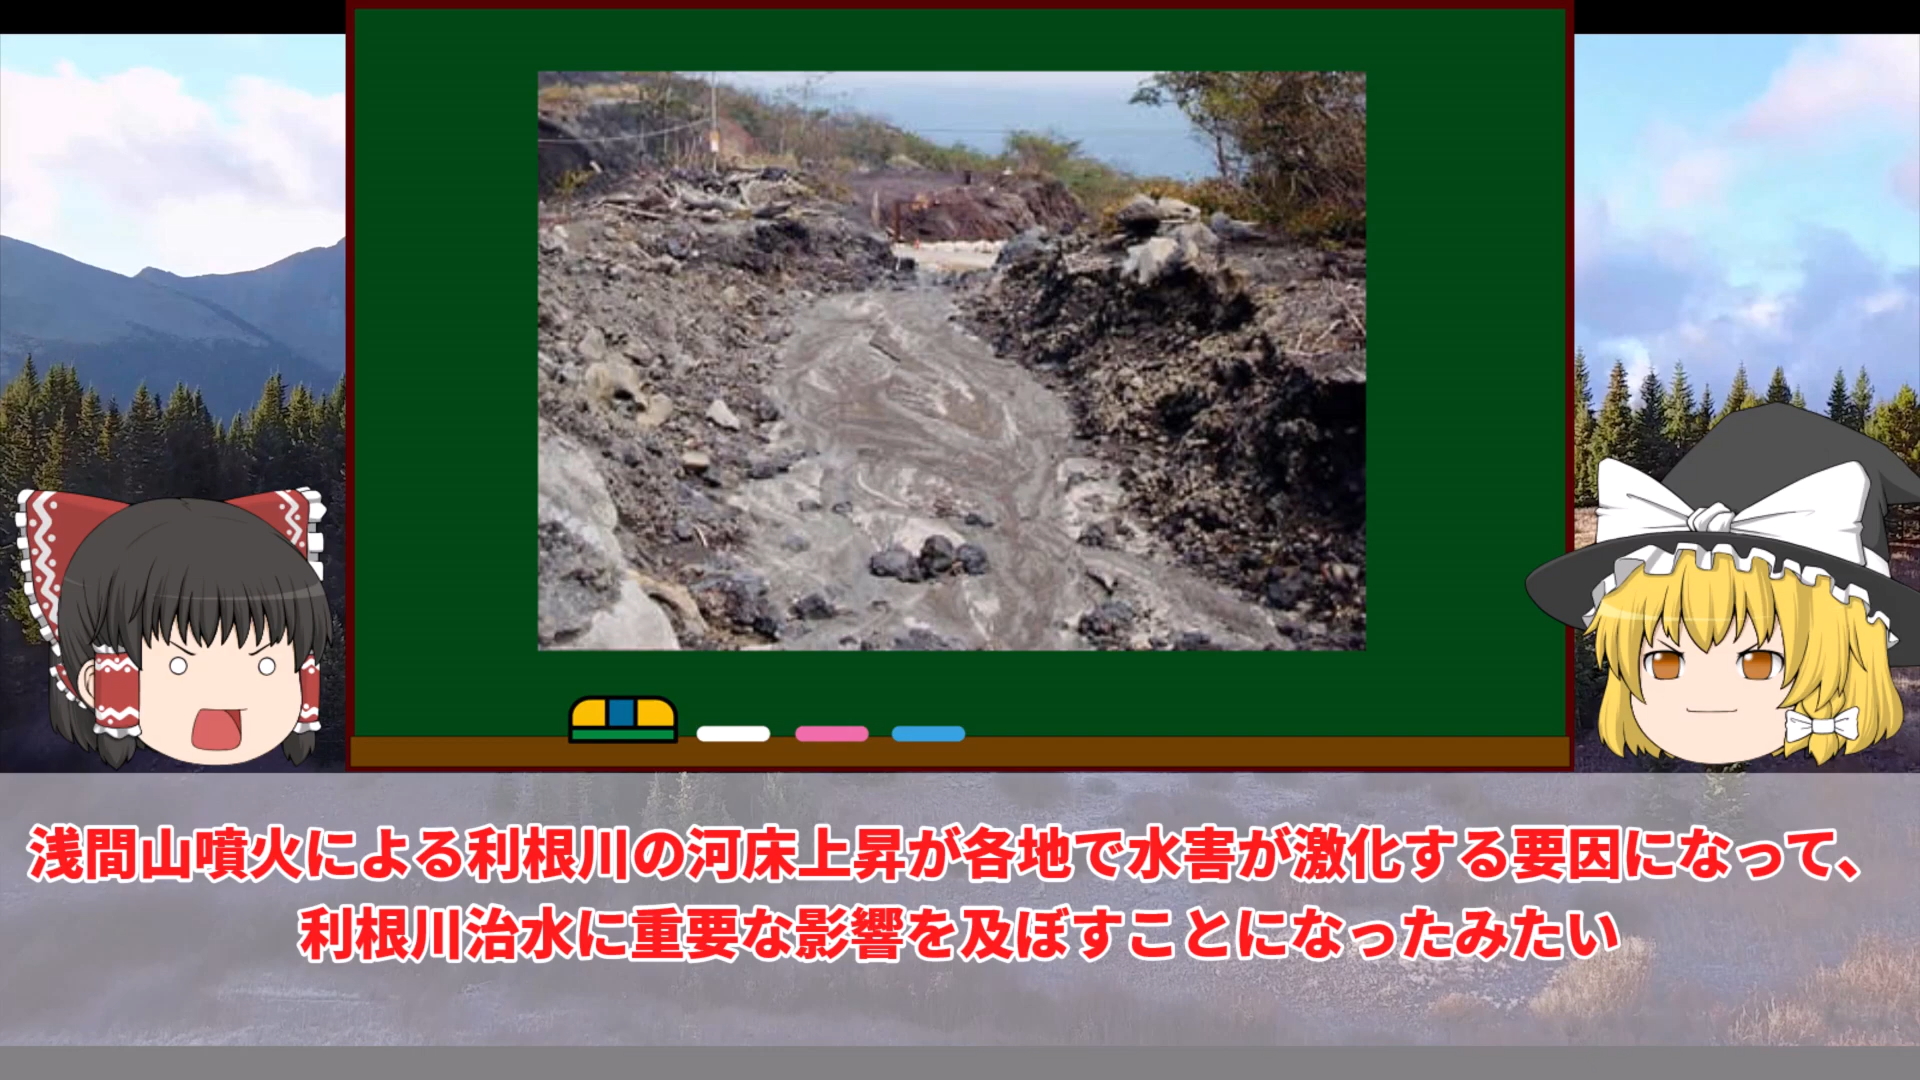 浅間山噴火による利根川の河床上昇が各地で水害が激化する要因になって、
利根川治水に重要な影響を及ぼすことになったみたい